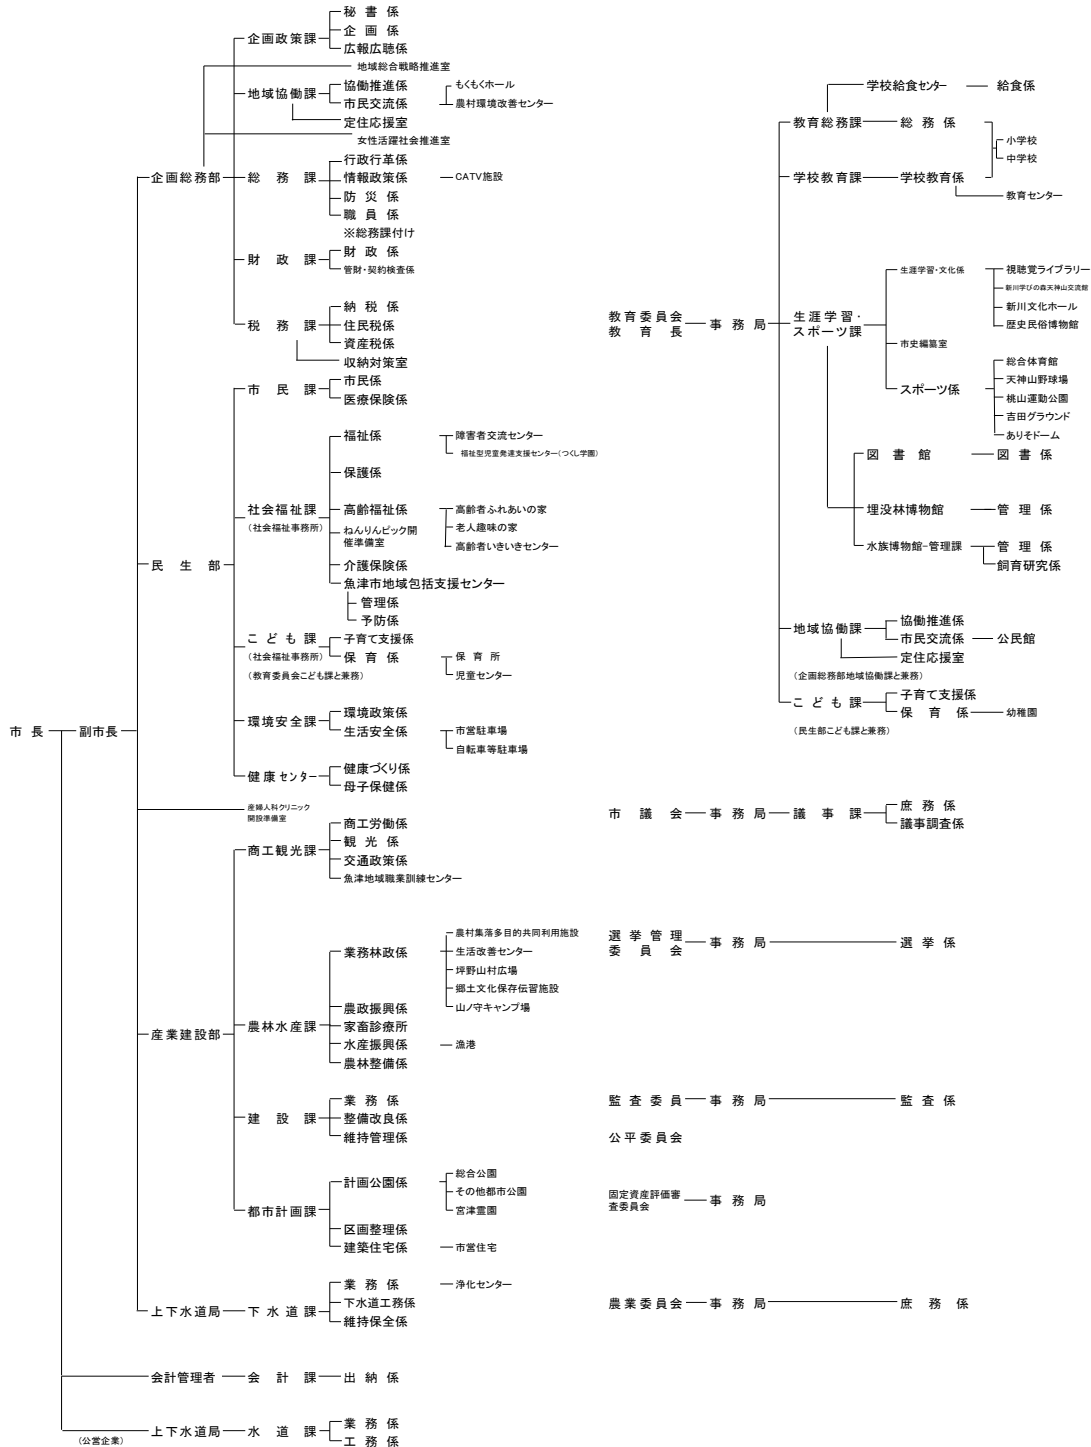 秘書係
企画係
企画政策課
広報広聴係
地域総合戦略推進室
協働推進係
もくもくホール
地域協働課
市民交流係
農村環境改善センター
定住応援室
女性活躍社会推進室
行政行革係
企画総務部
総務課
情報政策係
CATV施設
防災係
職員係
※総務課付け
財政係
財政課
管財・契約検査係
納税係
税務課
住民税係
資産税係
収納対策室
市民係
市民課
医療保険係
福祉係
障害者交流センター
福祉型児童発達支援センター(つくし学園)
保護係
社会福祉課
高齢福祉係
高齢者ふれあいの家
(社会福祉事務所)
ねんりんピック開
催準備室
老人趣味の家
高齢者いきいきセンター
介護保険係
民生部
魚津市地域包括支援センター
管理係
予防係
こども課
子育て支援係
(社会福祉事務所)
保育係
保育所
(教育委員会こども課と兼務)
児童センター
環境安全課
環境政策係
市長
副市長
生活安全係
市営駐車場
自転車等駐車場
健康センター
健康づくり係
母子保健係
産婦人科クリニック
開設準備室
商工労働係
観光係
商工観光課
交通政策係
魚津地域職業訓練センター
農村集落多目的共同利用施設
業務林政係
生活改善センター
坪野山村広場
郷土文化保存伝習施設
農政振興係
山ノ守キャンプ場
産業建設部
農林水産課
家畜診療所
水産振興係
漁港
農林整備係
業務係
建設課
整備改良係
維持管理係
総合公園
計画公園係
その他都市公園
都市計画課
宮津霊園
区画整理係
建築住宅係
市営住宅
業務係
浄化センター
上下水道局
下水道課
下水道工務係
維持保全係
会計管理者
会計課
出納係
業務係
(公営企業)
上下水道局
水道課
工務係
学校給食センター
給食係
教育総務課
総務係
小学校
中学校
学校教育課
学校教育係
教育センター
生涯学習・文化係
視聴覚ライブラリー
新川学びの森天神山交流館
新川文化ホール
教育委員会
教育長
事務局
生涯学習・
スポーツ課
歴史民俗博物館
市史編纂室
総合体育館
天神山野球場
スポーツ係
桃山運動公園
吉田グラウンド
ありそドーム
図書館
図書係
埋没林博物館
管理係
水族博物館-管理課
管理係
飼育研究係
協働推進係
地域協働課
市民交流係
公民館
定住応援室
(企画総務部地域協働課と兼務)
子育て支援係
こども課
保育係
幼稚園
(民生部こども課と兼務)
市議会
事務局
議事課
庶務係
議事調査係
選挙管理
委員会
事務局
選挙係
監査委員
事務局
監査係
公平委員会
固定資産評価審
査委員会
事務局
農業委員会
事務局
庶務係